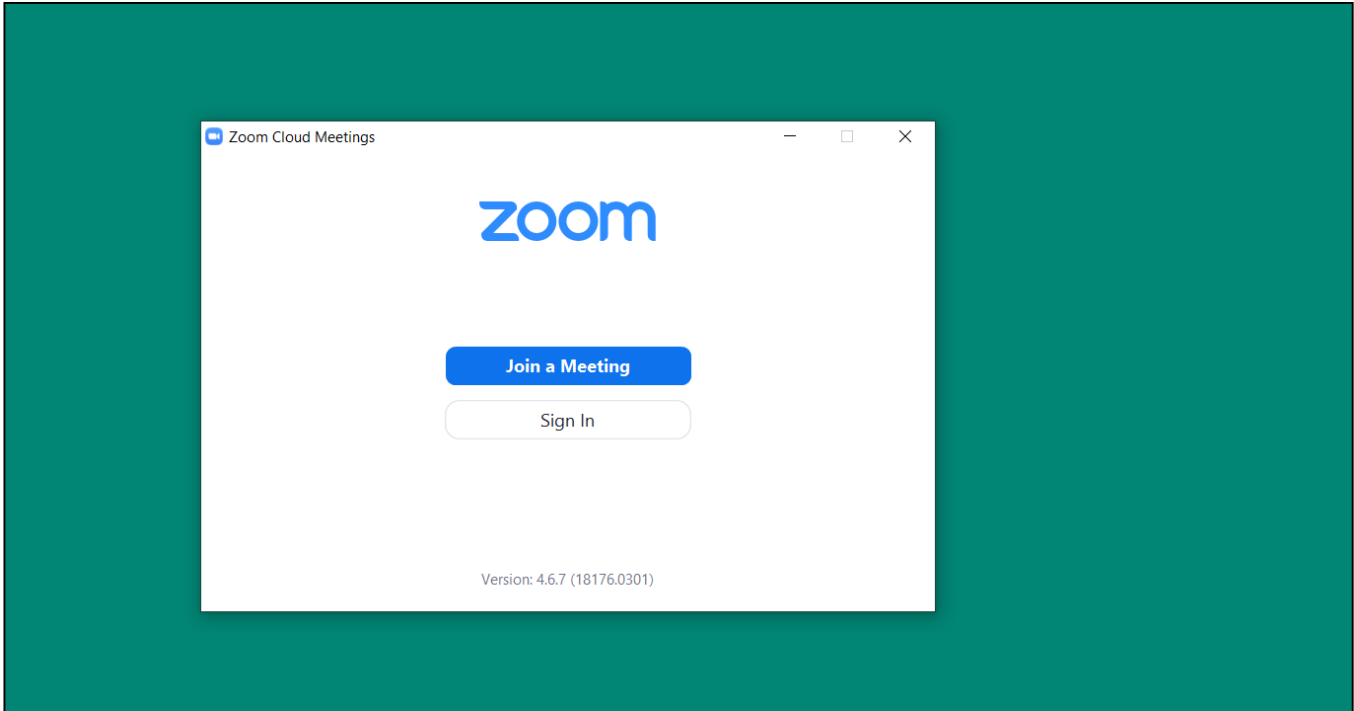 Zoom Cloud Meetings
zoom
Join a Meeting
Sign In
Version: 4.6.7 (18176.0301)